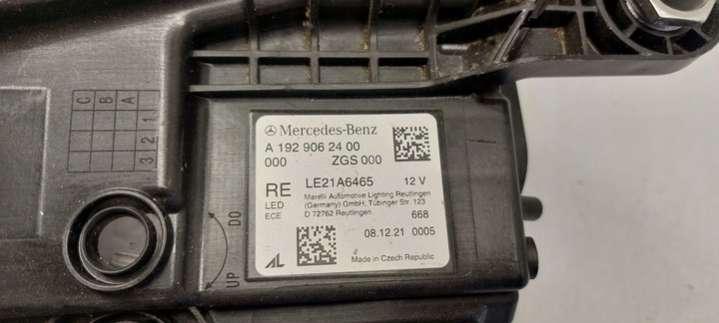 C B A
1
2
3
Mercedes-Benz
A 192 906 24 00
000 ZGS 000
RE LE21A6465 12 V
LED Marelli Automotive Lighting Reutlingen
(Germany) GmbH, Tübinger Str. 123
ECE D 72762 Reutlingen 668
08.12.21 0005
AL Made in Czech Republic
DO
UP